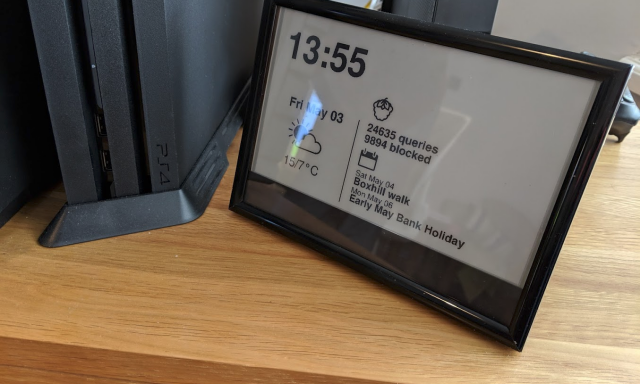 13:55
Fri May 03
15/7°C
24635 queries
9894 blocked
Sat May 04
Boxhill walk
Mon May 06
Early May Bank Holiday
PS4